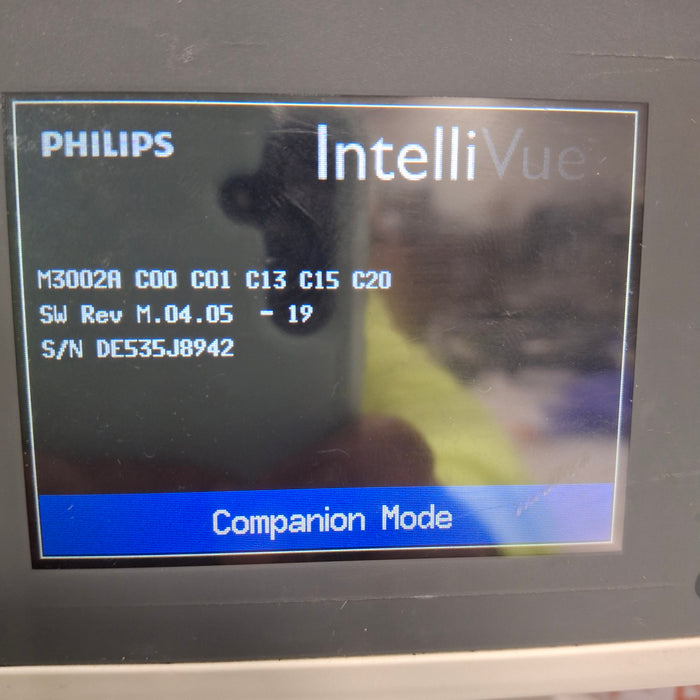 PHILIPS
IntelliVue
M3002A C00 C01 C13 C15 C20
SW Rev M.04.05 - 19
S/N DE535J8942
Companion Mode